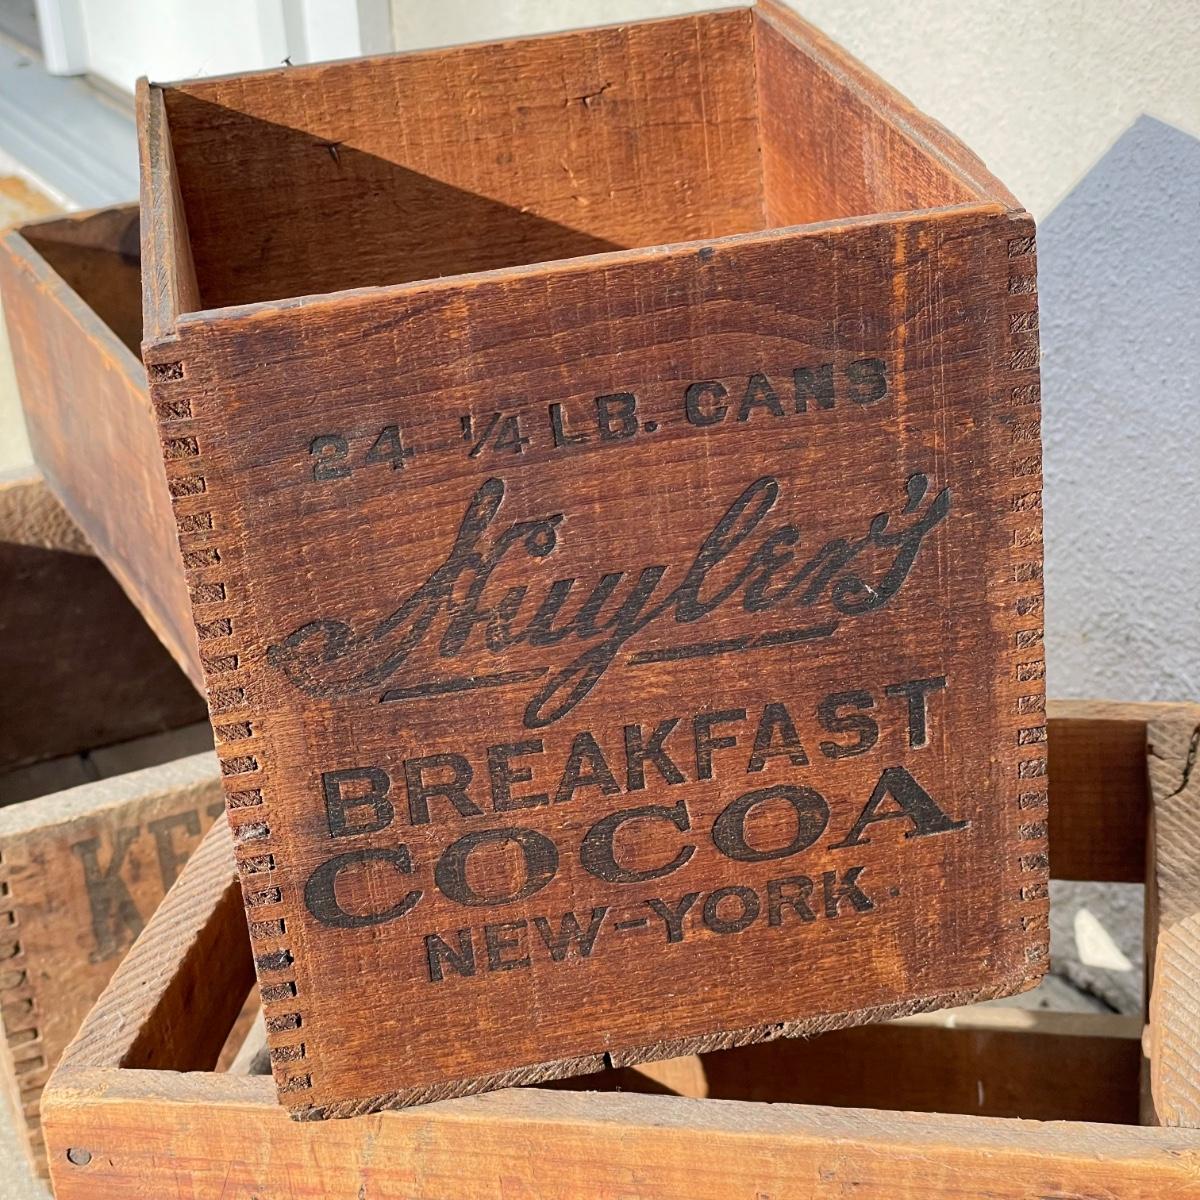 24 1/4 LB. CANS
Huyler's
BREAKFAST
COCOA
NEW-YORK.